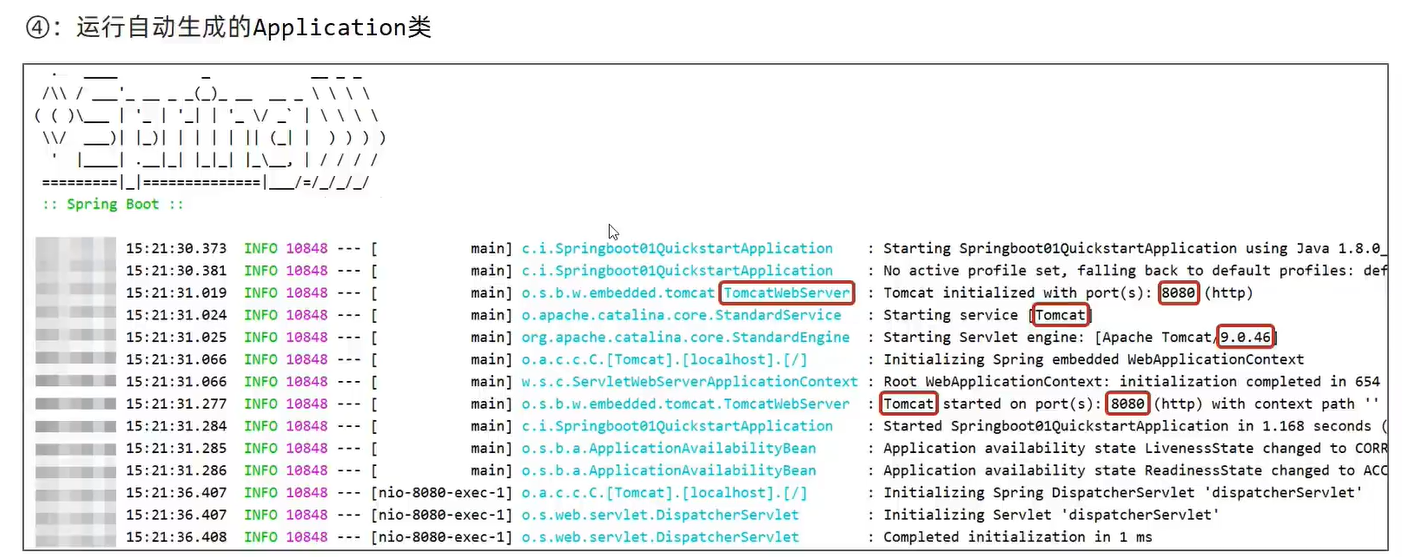 ④：运行自动生成的Application类
:: Spring Boot ::
15:21:30.373 INFO 10848 --- [ main] c.i.Springboot01QuickstartApplication : Starting Springboot01QuickstartApplication using Java 1.8.0_
15:21:30.381 INFO 10848 --- [ main] c.i.Springboot01QuickstartApplication : No active profile set, falling back to default profiles: def
15:21:31.019 INFO 10848 --- [ main] o.s.b.w.embedded.tomcat.TomcatWebServer : Tomcat initialized with port(s): 8080 (http)
15:21:31.024 INFO 10848 --- [ main] o.apache.catalina.core.StandardService : Starting service [Tomcat]
15:21:31.025 INFO 10848 --- [ main] org.apache.catalina.core.StandardEngine : Starting Servlet engine: [Apache Tomcat/9.0.46]
15:21:31.066 INFO 10848 --- [ main] o.a.c.c.C.[Tomcat].[localhost].[/] : Initializing Spring embedded WebApplicationContext
15:21:31.066 INFO 10848 --- [ main] w.s.c.ServletWebServerApplicationContext : Root WebApplicationContext: initialization completed in 654
15:21:31.277 INFO 10848 --- [ main] o.s.b.w.embedded.tomcat.TomcatWebServer : Tomcat started on port(s): 8080 (http) with context path ''
15:21:31.284 INFO 10848 --- [ main] c.i.Springboot01QuickstartApplication : Started Springboot01QuickstartApplication in 1.168 seconds (
15:21:31.285 INFO 10848 --- [ main] o.s.b.a.ApplicationAvailabilityBean : Application availability state LivenessState changed to CORR
15:21:31.286 INFO 10848 --- [ main] o.s.b.a.ApplicationAvailabilityBean : Application availability state ReadinessState changed to ACC
15:21:36.407 INFO 10848 --- [nio-8080-exec-1] o.a.c.c.C.[Tomcat].[localhost].[/] : Initializing Spring DispatcherServlet 'dispatcherServlet'
15:21:36.407 INFO 10848 --- [nio-8080-exec-1] o.s.web.servlet.DispatcherServlet : Initializing Servlet 'dispatcherServlet'
15:21:36.408 INFO 10848 --- [nio-8080-exec-1] o.s.web.servlet.DispatcherServlet : Completed initialization in 1 ms